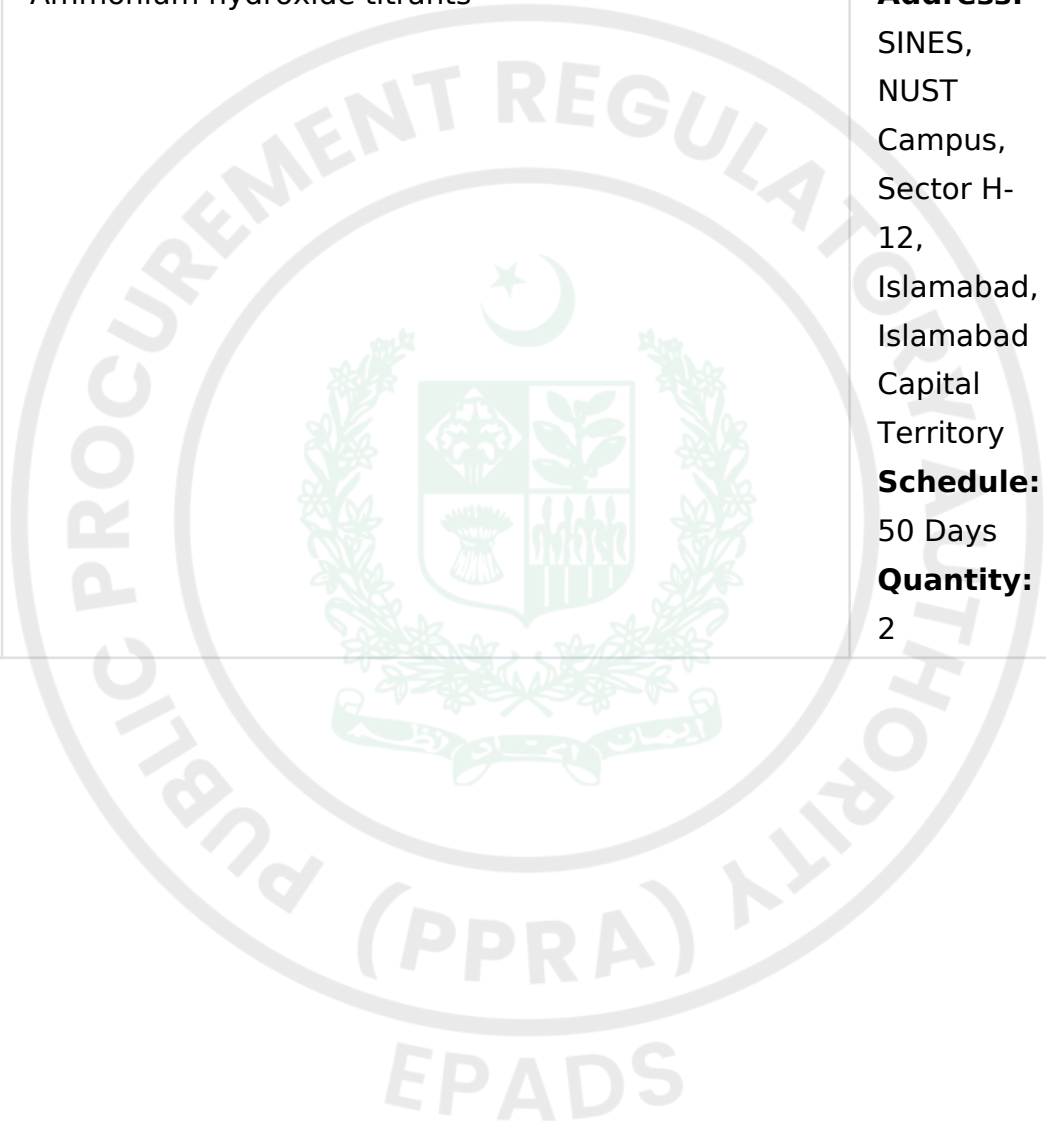 Ammonium hydroxide titrants
Address:
SINES,
NUST
Campus,
Sector H-
12,
Islamabad,
Islamabad
Capital
Territory
Schedule:
50 Days
Quantity:
2
PUBLIC PROCUREMENT REGULATORY AUTHORITY
(PPRA)
EPADS